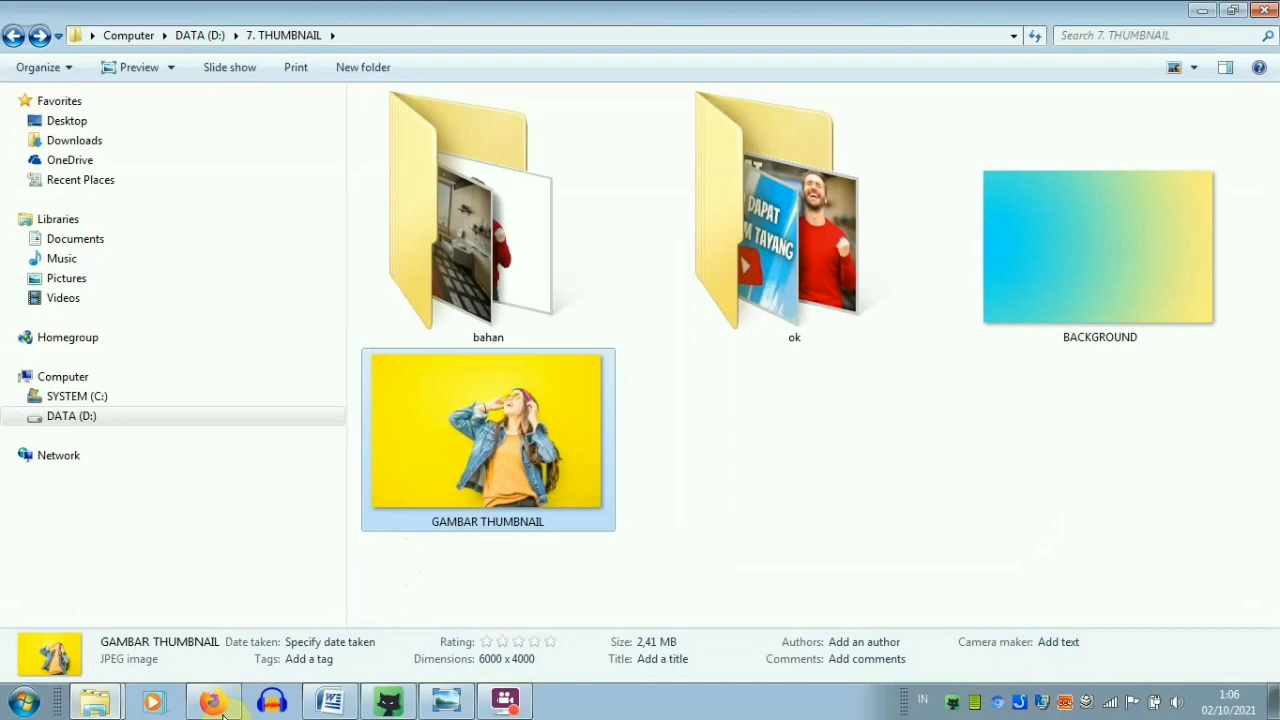 Computer DATA (D:) 7. THUMBNAIL
Search 7. THUMBNAIL
Organize Preview Slide show Print New folder
Favorites
Desktop
Downloads
OneDrive
Recent Places
Libraries
Documents
Music
Pictures
Videos
Homegroup
Computer
SYSTEM (C:)
DATA (D:)
Network
DAPAT
M TAYANG
bahan
ok
BACKGROUND
GAMBAR THUMBNAIL
GAMBAR THUMBNAIL Date taken: Specify date taken Rating: Size: 2,41 MB Authors: Add an author Camera maker: Add text
JPEG image Tags: Add a tag Dimensions: 6000 x 4000 Title: Add a title Comments: Add comments
IN
1:06
02/10/2021